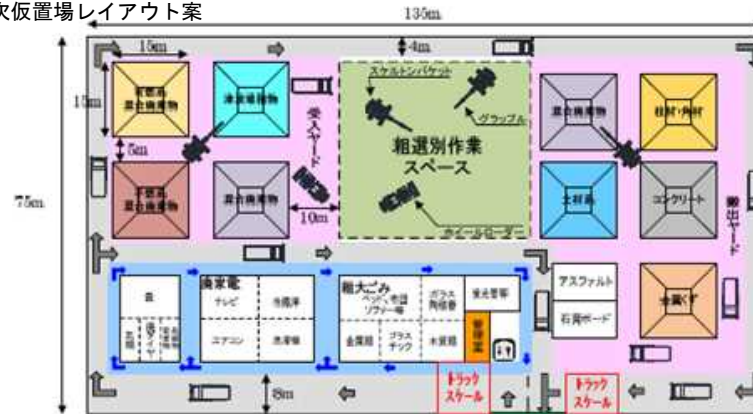 次仮置場レイアウト案
135m
15m
4m
スケルトンバケット
グラップル
15m
可燃系
混合廃棄物
津波堆積物
受入ヤード
粗選別作業
スペース
混合廃棄物
柱材・角材
5m
75m
不燃系
混合廃棄物
混合廃棄物
10m
ホイールローダー
土材系
コンクリート
搬出ヤード
畳
廃家電
テレビ
冷蔵庫
エアコン
洗濯機
粗大ごみ
ベッド、布団
ソファー等
ガラス
陶磁器
蛍光管等
金属類
プラス
チック
木質類
管理室
アスファルト
石膏ボード
金属くず
トラック
スケール
トラック
スケール
8m